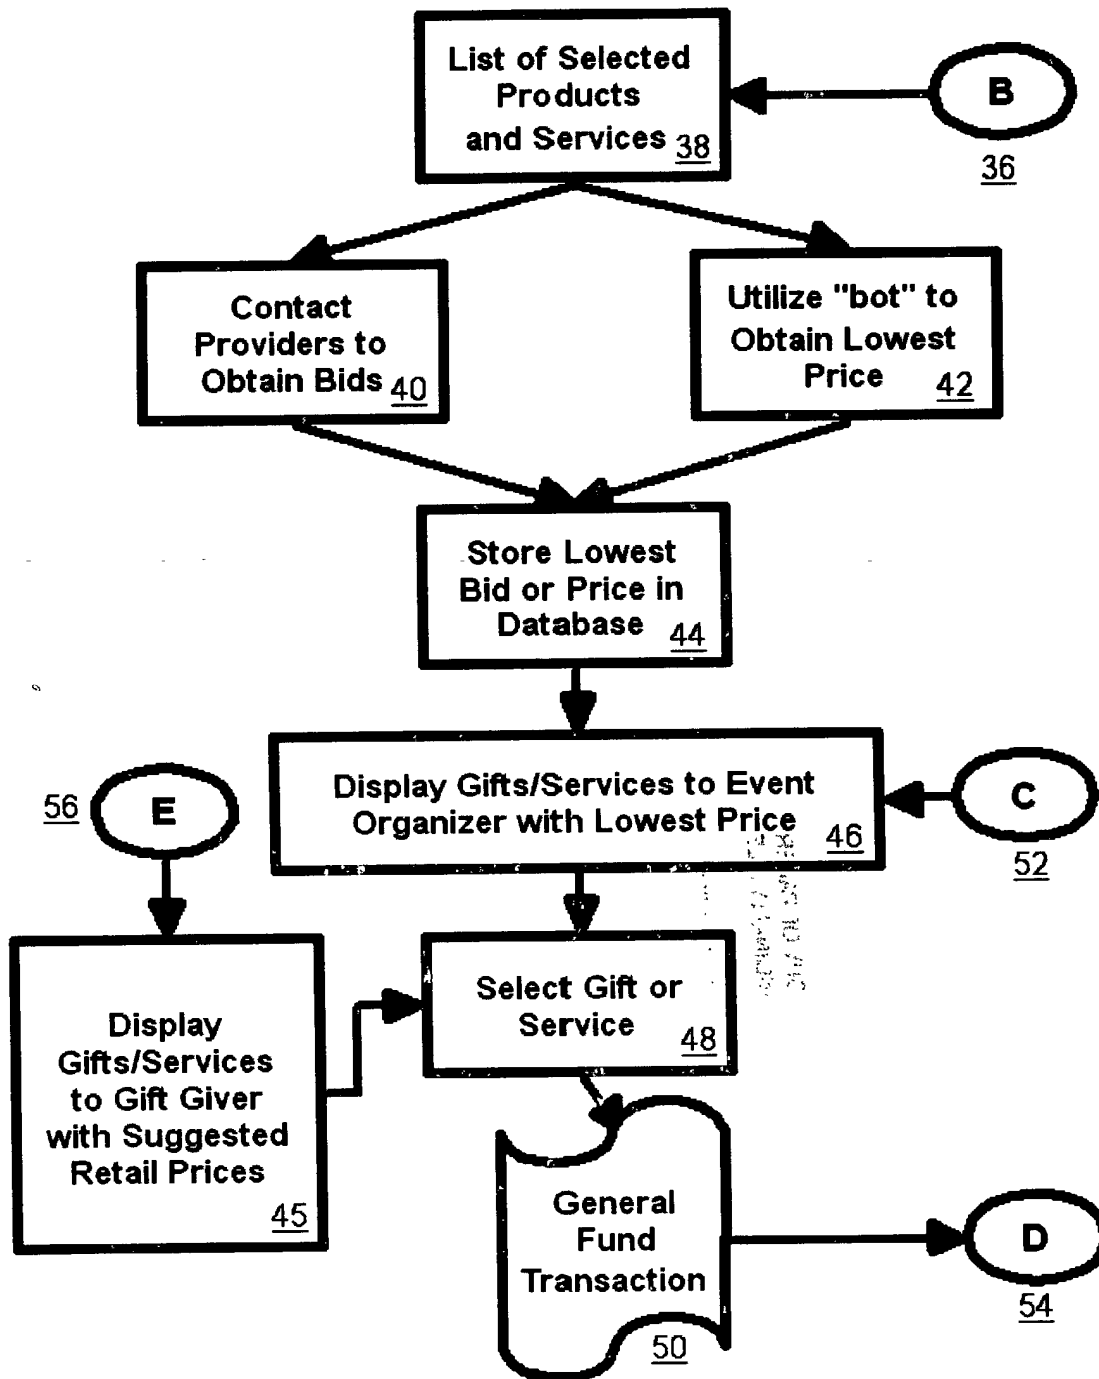 List of Selected
Products
and Services 38
B
36
Contact
Providers to
Obtain Bids 40
Utilize "bot" to
Obtain Lowest
Price 42
Store Lowest
Bid or Price in
Database 44
Display Gifts/Services to Event
Organizer with Lowest Price 46
C
52
56
E
Display
Gifts/Services
to Gift Giver
with Suggested
Retail Prices
45
Select Gift or
Service 48
General
Fund
Transaction
50
D
54